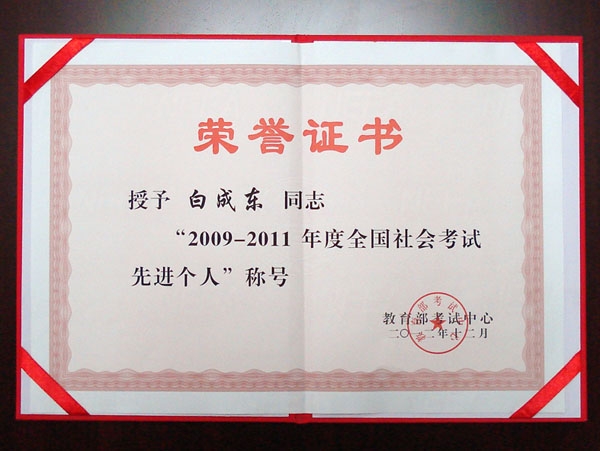 荣誉证书
授予 白成东 同志
“2009-2011 年度全国社会考试
先进个人”称号
教育部考试中心
二〇一二年十二月